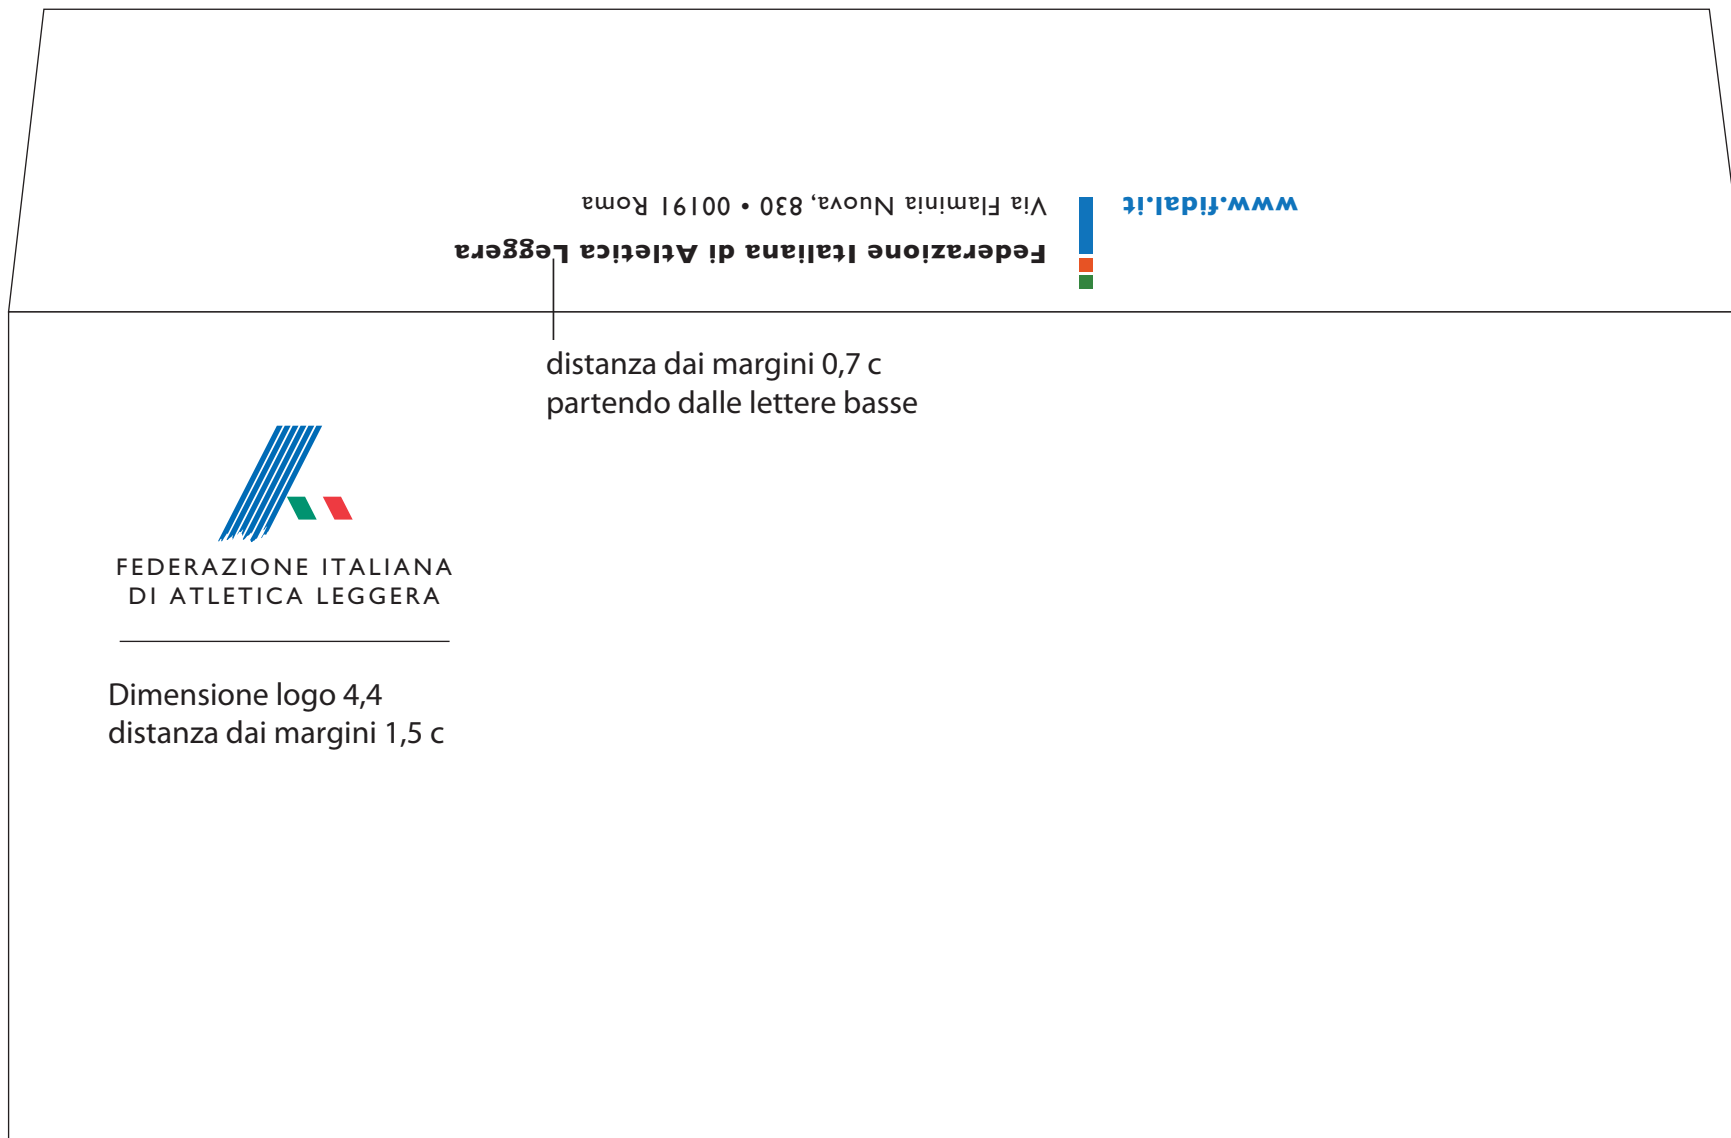 Federazione Italiana di Atletica Leggera
Via Flaminia Nuova, 830 • 00191 Roma
www.fidal.it
distanza dai margini 0,7 c
partendo dalle lettere basse
FEDERAZIONE ITALIANA
DI ATLETICA LEGGERA
Dimensione logo 4,4
distanza dai margini 1,5 c